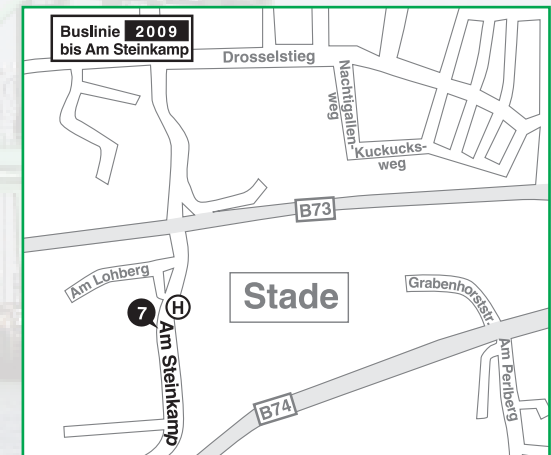 Buslinie 2009
bis Am Steinkamp
Drosselstieg
Nachtigallen-
weg
Kuckucks-
weg
B73
Am Lohberg
Stade
Grabenhorststr.
7
H
Am Steinkamp
Am Perlberg
B74